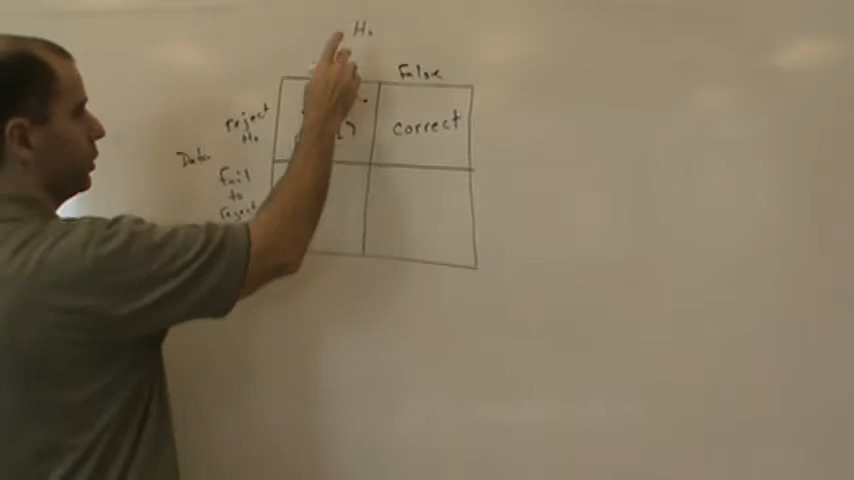 H₀
False
reject
H₀
correct
Data
fail
to
reject